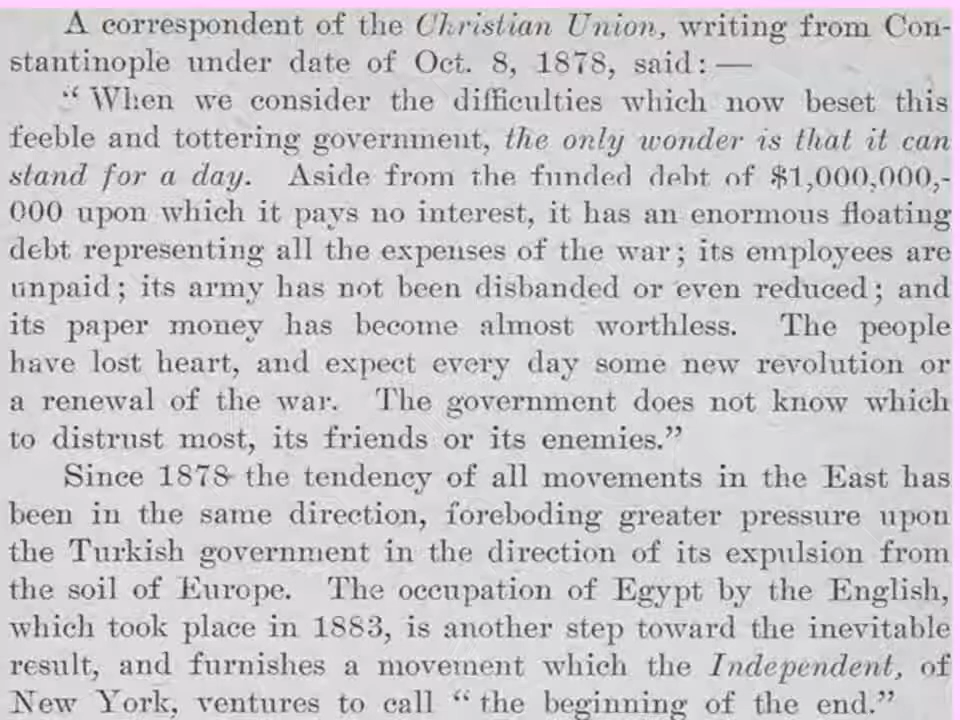 A correspondent of the Christian Union, writing from Con-
stantinople under date of Oct. 8, 1878, said: —
“When we consider the difficulties which now beset this
feeble and tottering government, the only wonder is that it can
stand for a day. Aside from the funded debt of $1,000,000,-
000 upon which it pays no interest, it has an enormous floating
debt representing all the expenses of the war; its employees are
unpaid; its army has not been disbanded or even reduced; and
its paper money has become almost worthless. The people
have lost heart, and expect every day some new revolution or
a renewal of the war. The government does not know which
to distrust most, its friends or its enemies.”
Since 1878 the tendency of all movements in the East has
been in the same direction, foreboding greater pressure upon
the Turkish government in the direction of its expulsion from
the soil of Europe. The occupation of Egypt by the English,
which took place in 1883, is another step toward the inevitable
result, and furnishes a movement which the Independent, of
New York, ventures to call “the beginning of the end.”